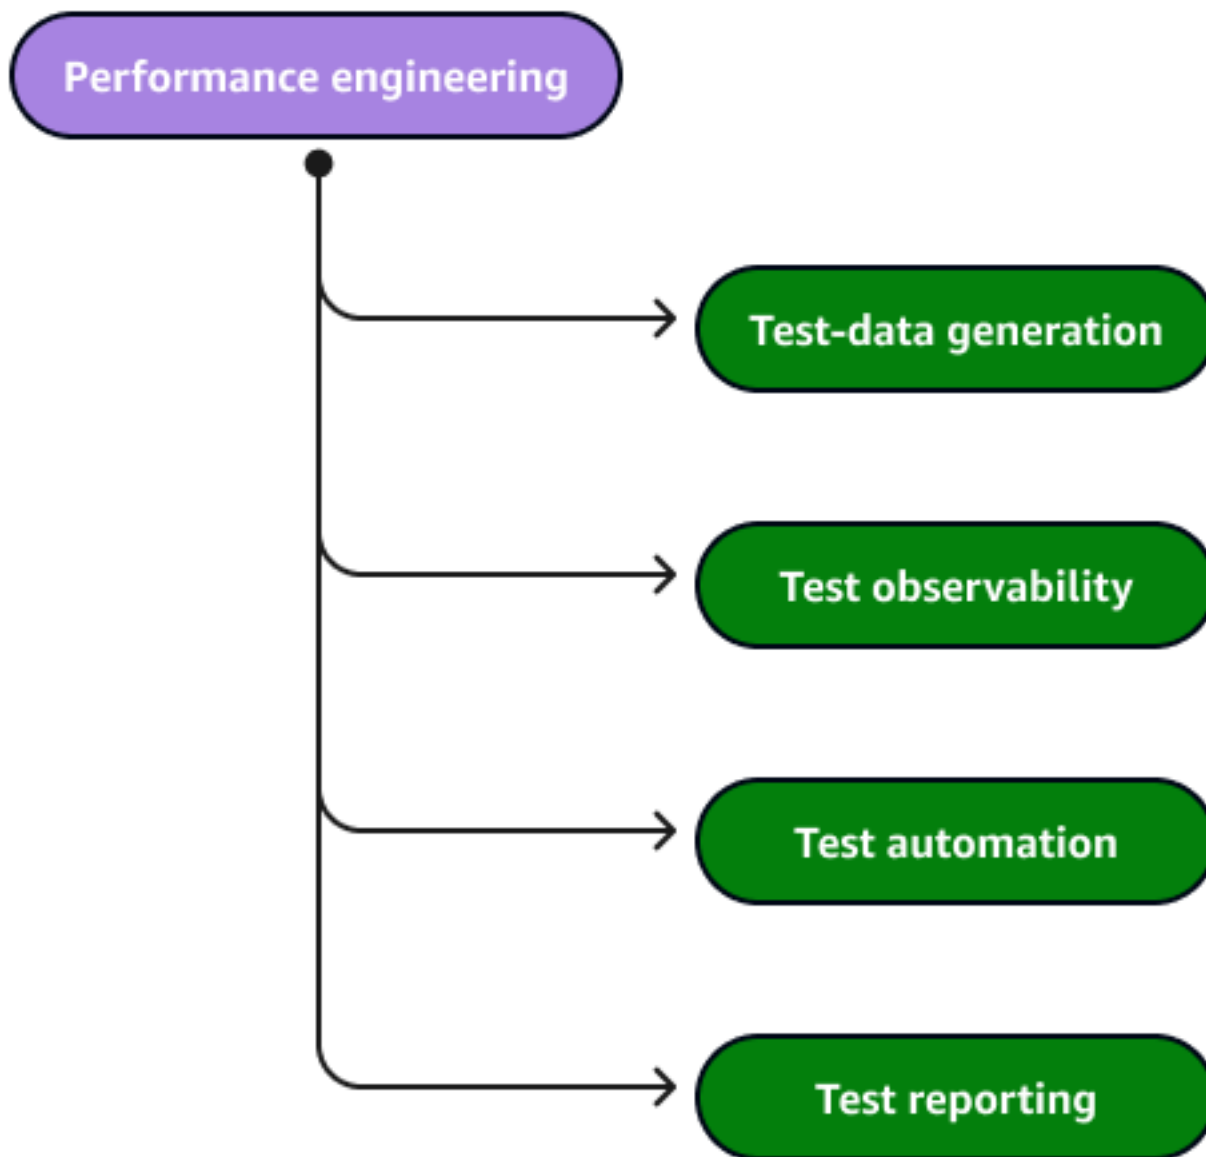 Performance engineering
Test-data generation
Test observability
Test automation
Test reporting